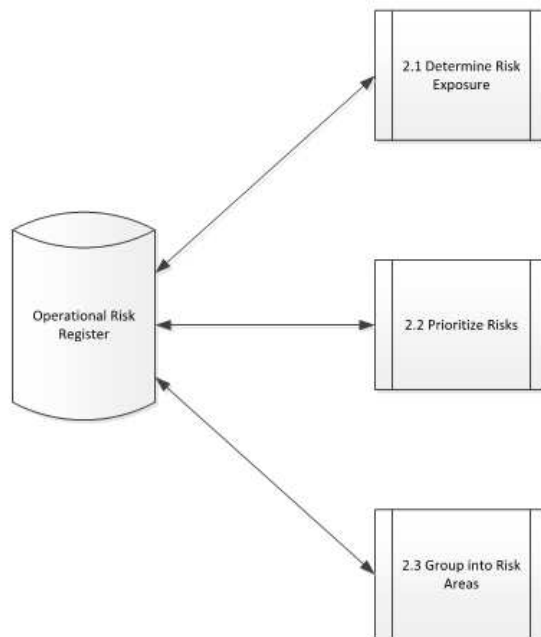 2.1 Determine Risk
Exposure
Operational Risk
Register
2.2 Prioritize Risks
2.3 Group into Risk
Areas